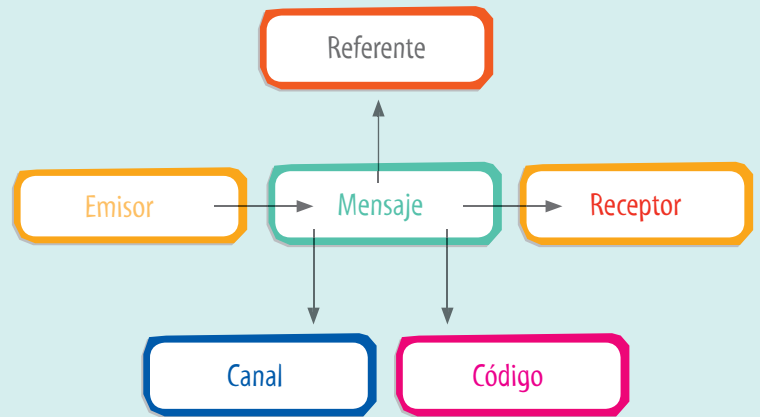 Referente
Emisor
Mensaje
Receptor
Canal
Código